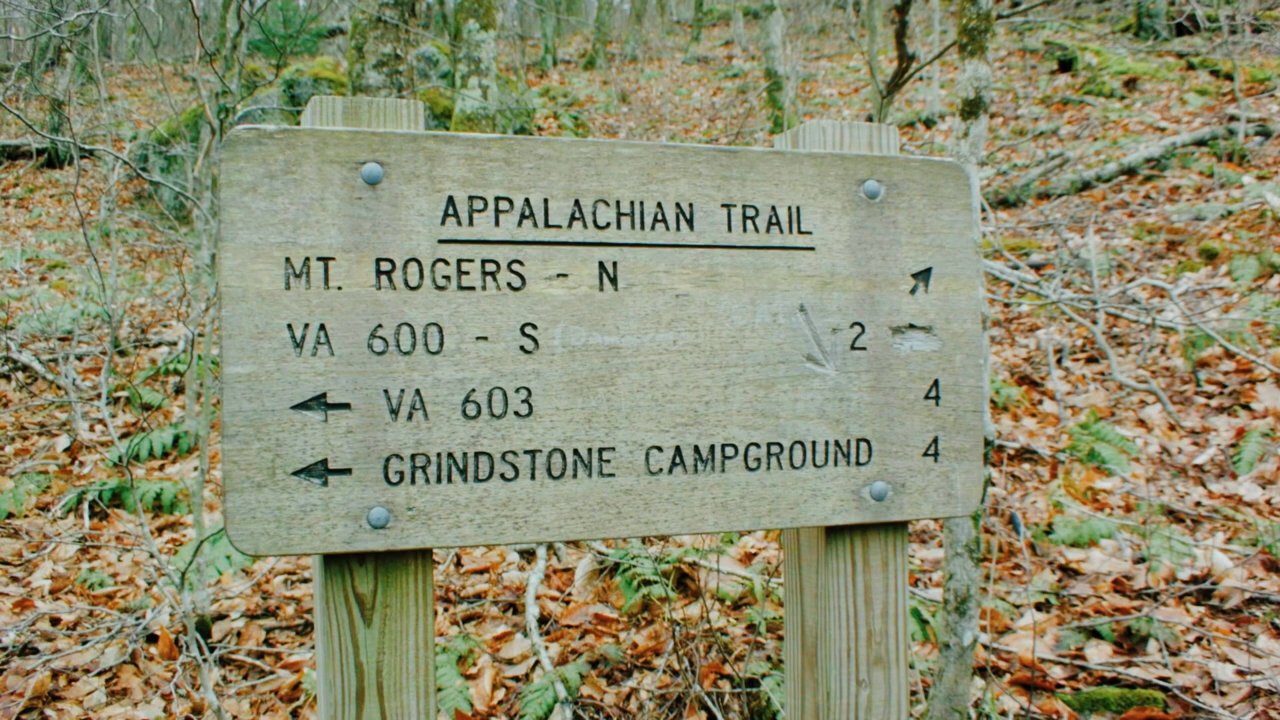 APPALACHIAN TRAIL
MT. ROGERS - N
VA 600 - S 2
VA 603 4
GRINDSTONE CAMPGROUND 4